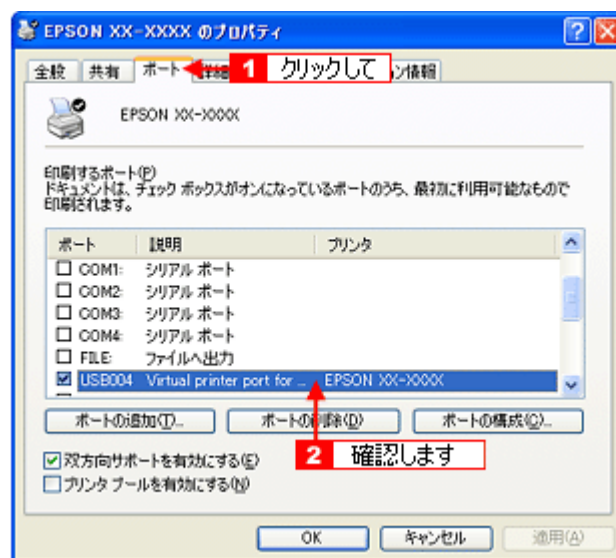 EPSON XX-XXXX のプロパティ
全般 共有 ポート 1 クリックして ン情報
EPSON XX-XXXX
印刷するポート(P)
ドキュメントは、チェック ボックスがオンになっているポートのうち、最初に利用可能なもので
印刷されます。
ポート 説明 プリンタ
COM1: シリアル ポート
COM2: シリアル ポート
COM3: シリアル ポート
COM4: シリアル ポート
FILE: ファイルへ出力
USB004 Virtual printer port for ... EPSON XX-XXXX
ポートの追加(T)... ポートの削除(D) ポートの構成(C)...
双方向サポートを有効にする(E) 2 確認します
プリンタ プールを有効にする(N)
OK キャンセル 適用(A)